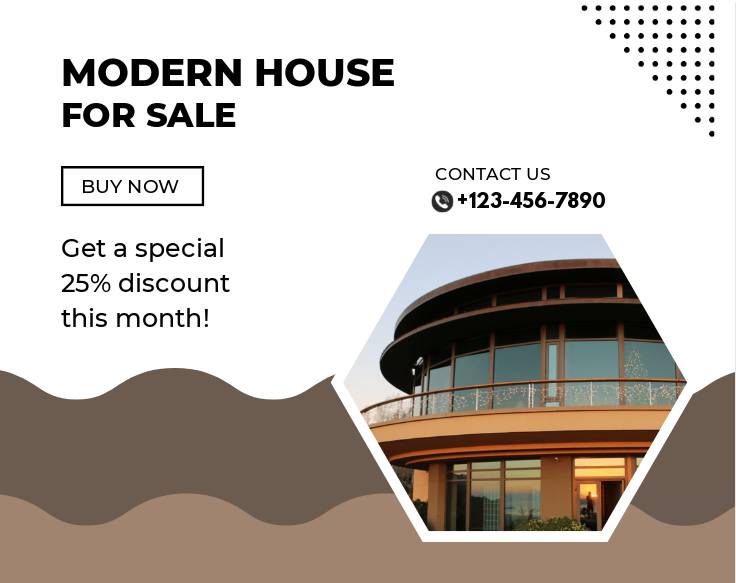 MODERN HOUSE
FOR SALE
BUY NOW
CONTACT US
+123-456-7890
Get a special
25% discount
this month!